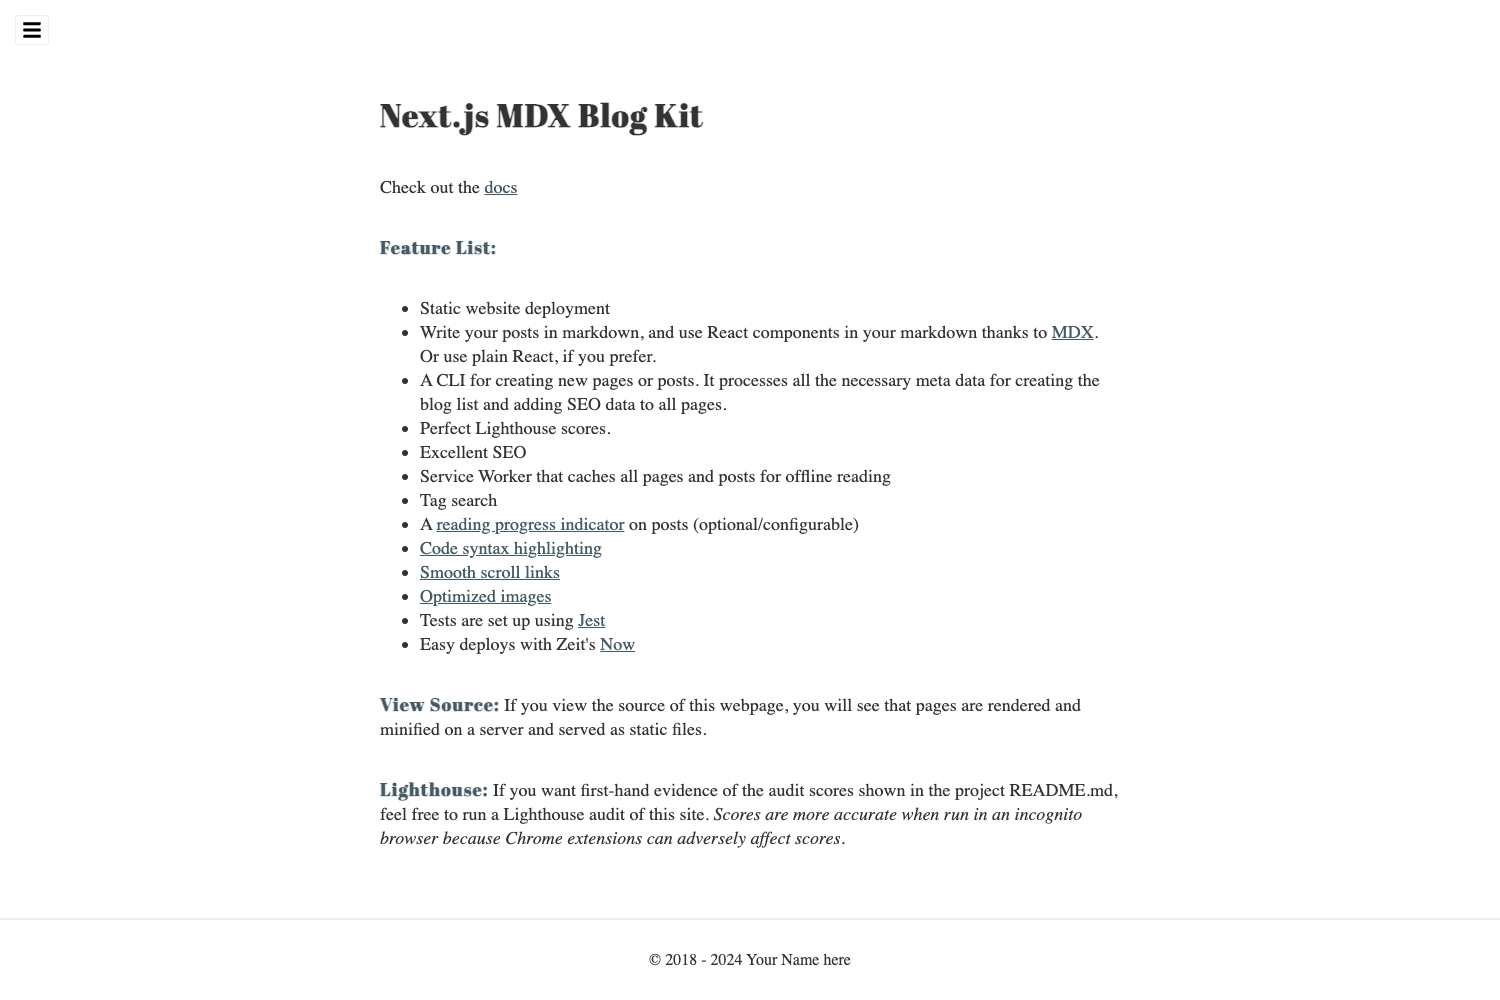 Next.js MDX Blog Kit
Check out the docs
Feature List:
Static website deployment
Write your posts in markdown, and use React components in your markdown thanks to MDX.
Or use plain React, if you prefer.
A CLI for creating new pages or posts. It processes all the necessary meta data for creating the
blog list and adding SEO data to all pages.
Perfect Lighthouse scores.
Excellent SEO
Service Worker that caches all pages and posts for offline reading
Tag search
A reading progress indicator on posts (optional/configurable)
Code syntax highlighting
Smooth scroll links
Optimized images
Tests are set up using Jest
Easy deploys with Zeit's Now
View Source: If you view the source of this webpage, you will see that pages are rendered and
minified on a server and served as static files.
Lighthouse: If you want first-hand evidence of the audit scores shown in the project README.md,
feel free to run a Lighthouse audit of this site. Scores are more accurate when run in an incognito
browser because Chrome extensions can adversely affect scores.
© 2018 - 2024 Your Name here